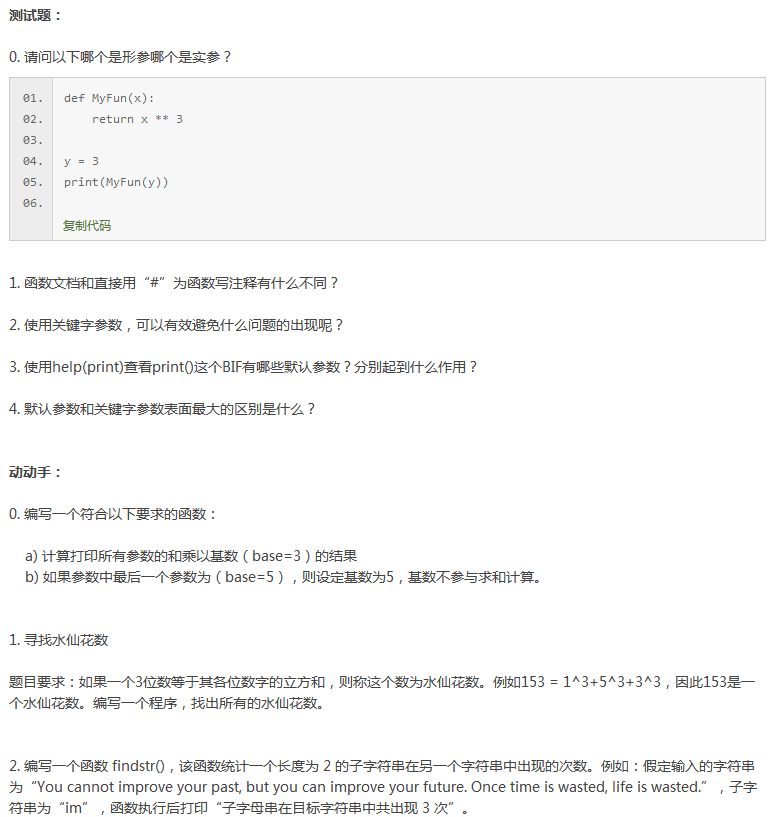 测试题：
0. 请问以下哪个是形参哪个是实参？
01. def MyFun(x):
02.     return x ** 3
03.
04. y = 3
05. print(MyFun(y))
06.
复制代码
1. 函数文档和直接用“#”为函数写注释有什么不同？
2. 使用关键字参数，可以有效避免什么问题的出现呢？
3. 使用help(print)查看print()这个BIF有哪些默认参数？分别起到什么作用？
4. 默认参数和关键字参数表面最大的区别是什么？
动动手：
0. 编写一个符合以下要求的函数：
a) 计算打印所有参数的和乘以基数（base=3）的结果
b) 如果参数中最后一个参数为（base=5），则设定基数为5，基数不参与求和计算。
1. 寻找水仙花数
题目要求：如果一个3位数等于其各位数字的立方和，则称这个数为水仙花数。例如153 = 1^3+5^3+3^3，因此153是一
个水仙花数。编写一个程序，找出所有的水仙花数。
2. 编写一个函数 findstr()，该函数统计一个长度为 2 的子字符串在另一个字符串中出现的次数。例如：假定输入的字符串
为“You cannot improve your past, but you can improve your future. Once time is wasted, life is wasted.”，子字
符串为“im”，函数执行后打印“子字母串在目标字符串中共出现 3 次”。